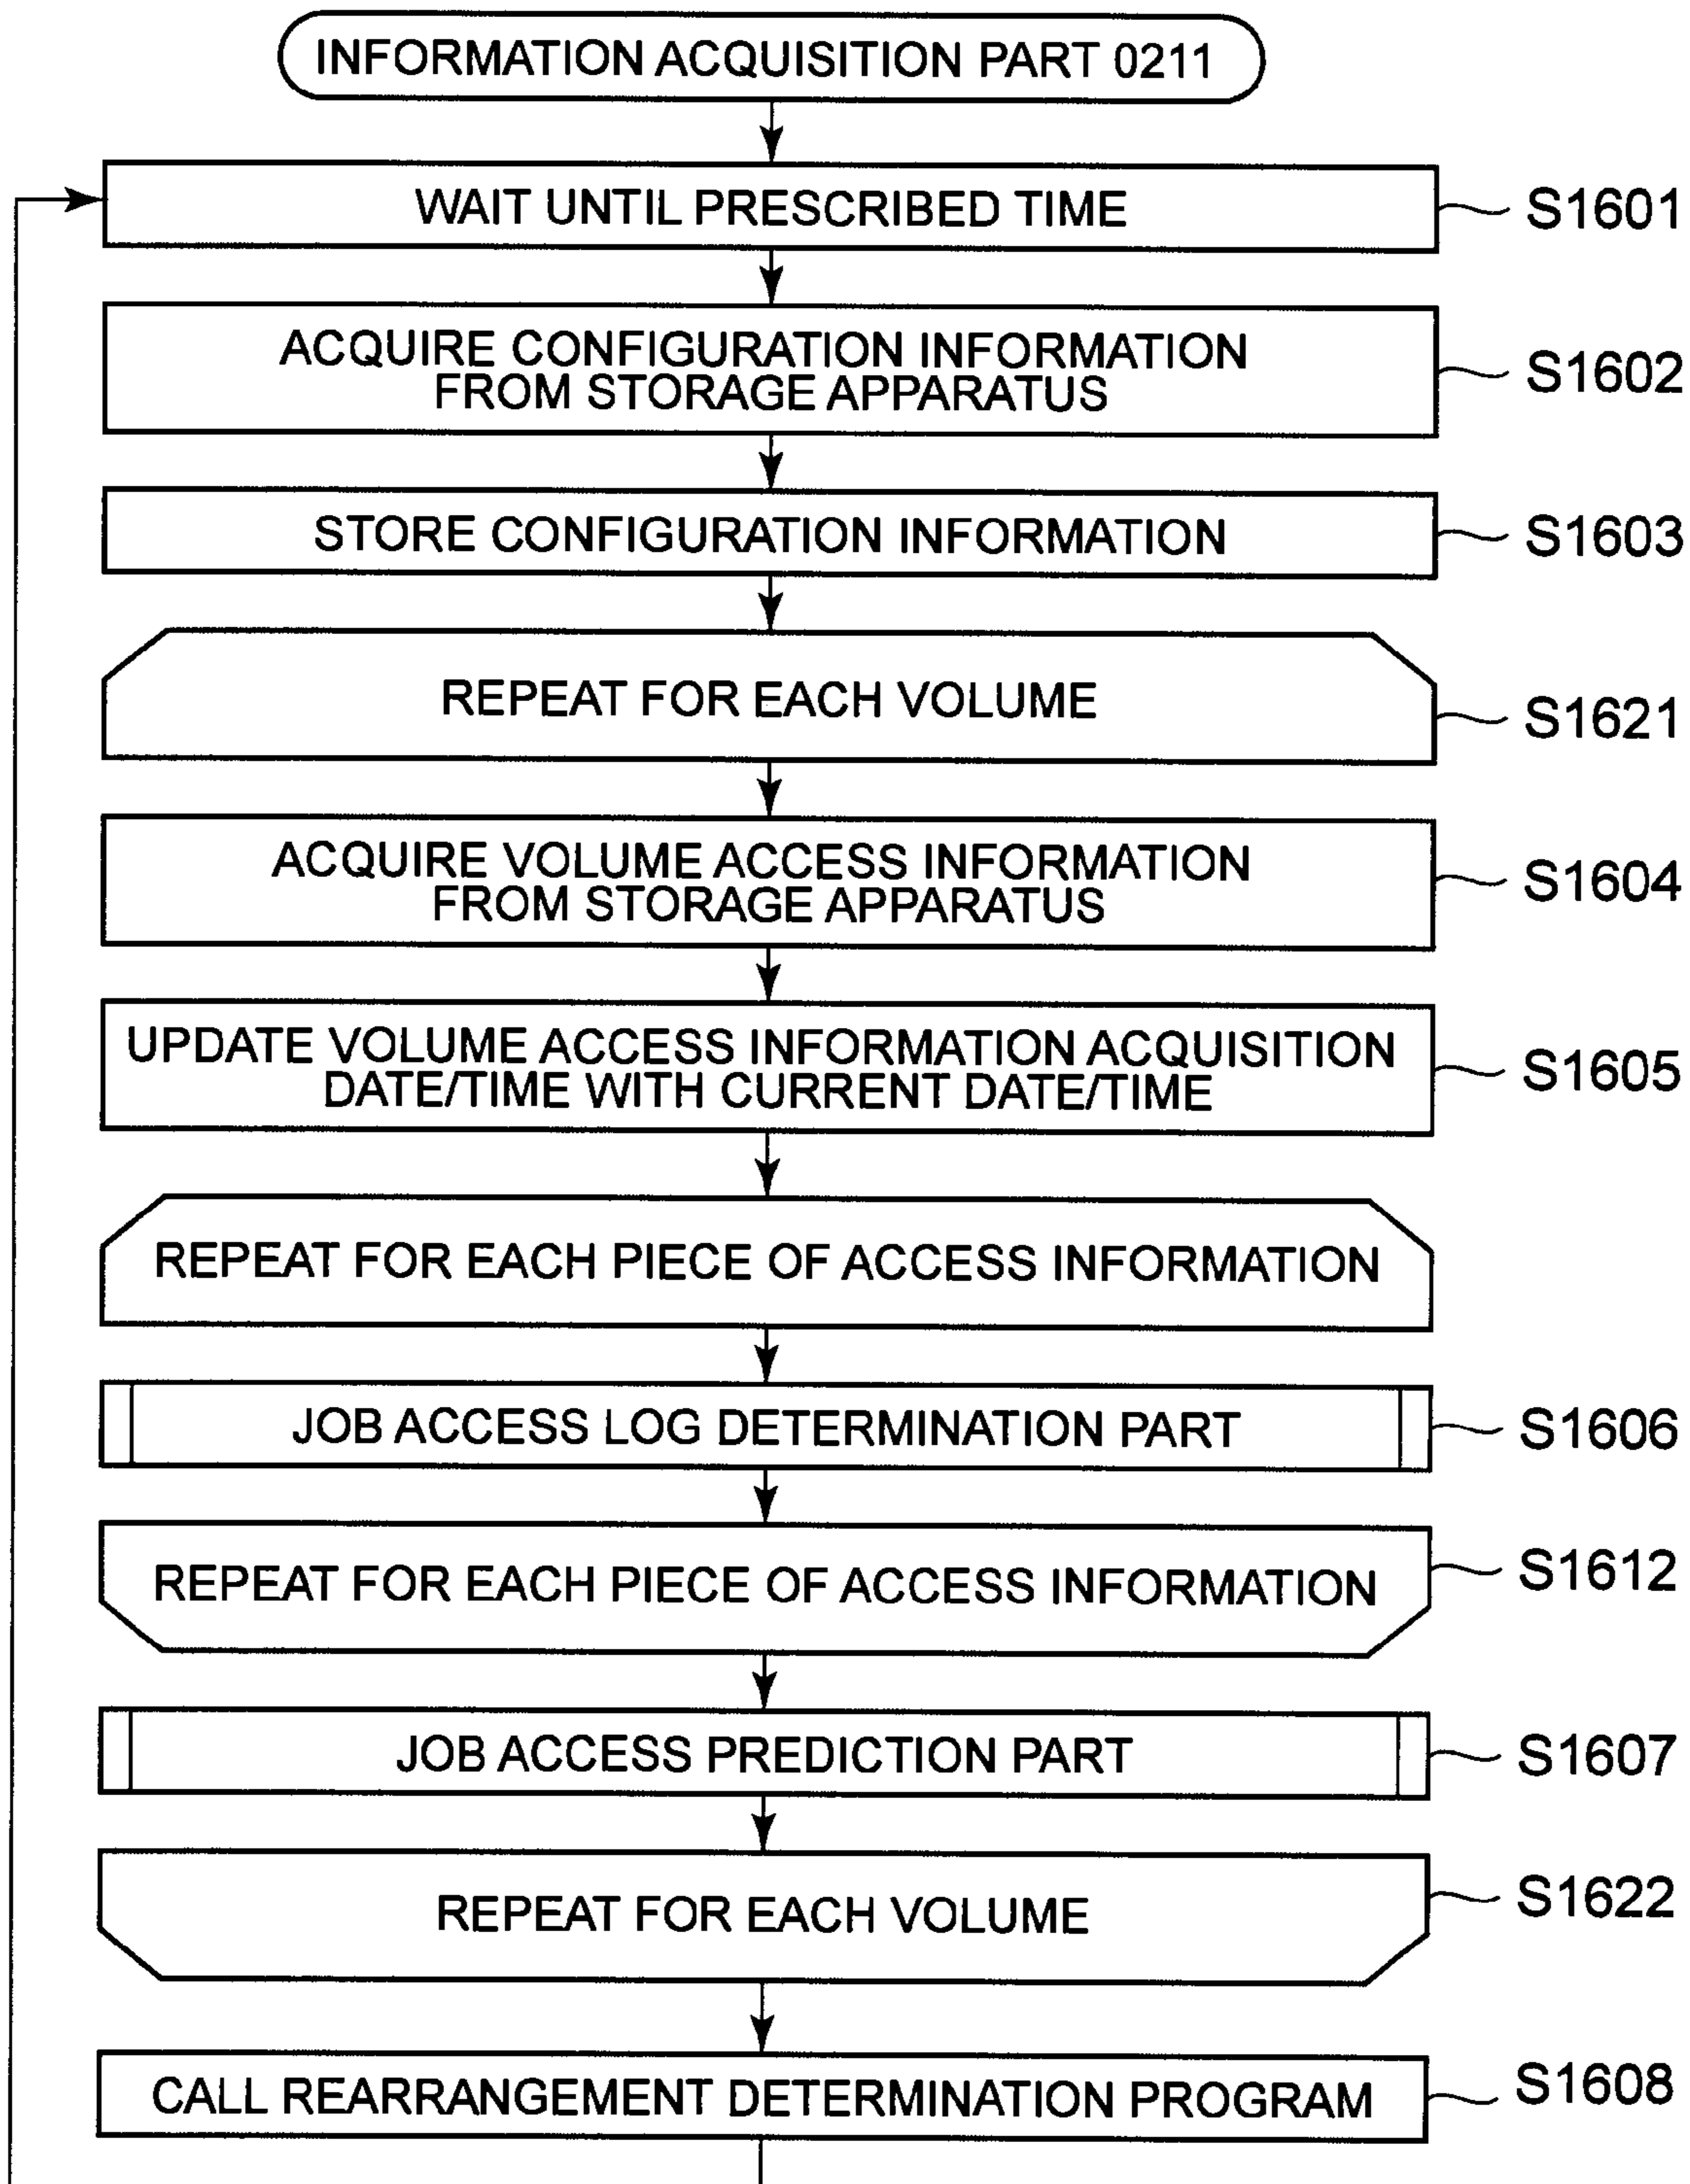 INFORMATION ACQUISITION PART 0211
WAIT UNTIL PRESCRIBED TIME
S1601
ACQUIRE CONFIGURATION INFORMATION
FROM STORAGE APPARATUS
S1602
STORE CONFIGURATION INFORMATION
S1603
REPEAT FOR EACH VOLUME
S1621
ACQUIRE VOLUME ACCESS INFORMATION
FROM STORAGE APPARATUS
S1604
UPDATE VOLUME ACCESS INFORMATION ACQUISITION
DATE/TIME WITH CURRENT DATE/TIME
S1605
REPEAT FOR EACH PIECE OF ACCESS INFORMATION
JOB ACCESS LOG DETERMINATION PART
S1606
REPEAT FOR EACH PIECE OF ACCESS INFORMATION
S1612
JOB ACCESS PREDICTION PART
S1607
REPEAT FOR EACH VOLUME
S1622
CALL REARRANGEMENT DETERMINATION PROGRAM
S1608